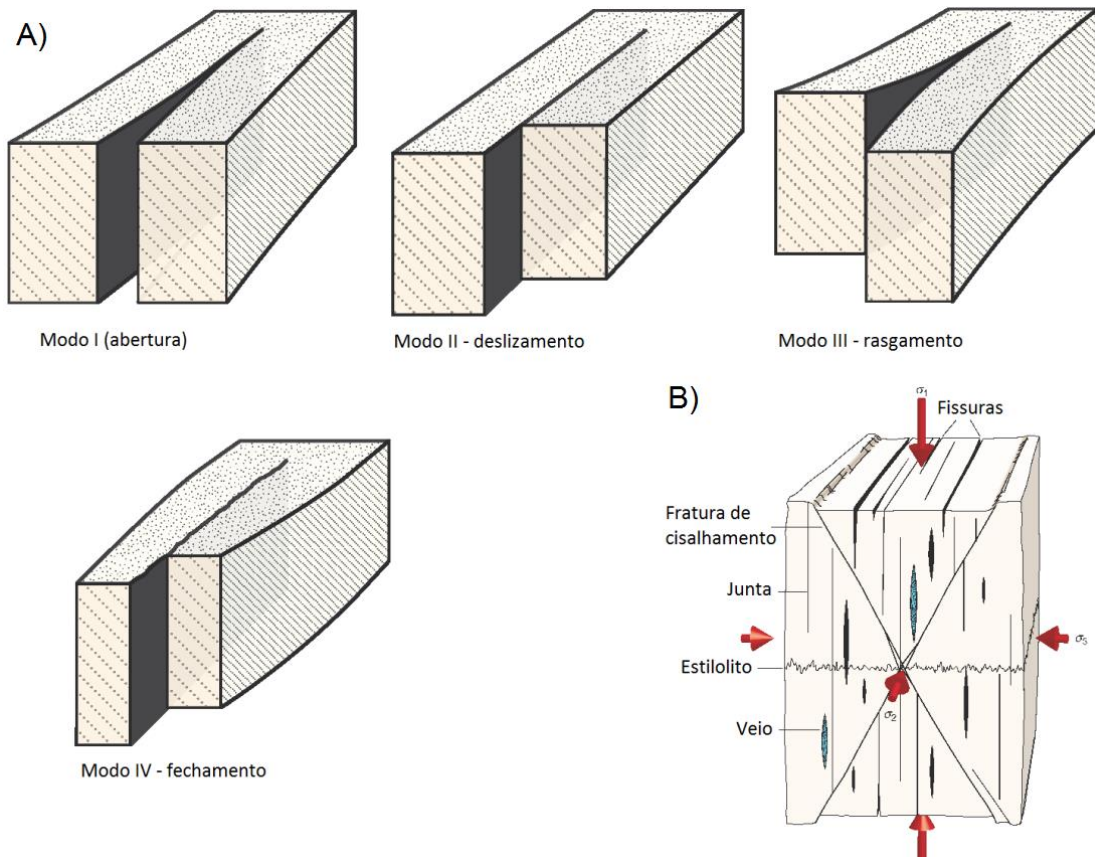 A)
Modo I (abertura)
Modo II - deslizamento
Modo III - rasgamento
Modo IV - fechamento
B)
σ1
Fissuras
Fratura de
cisalhamento
Junta
σ3
Estilolito
σ2
Veio